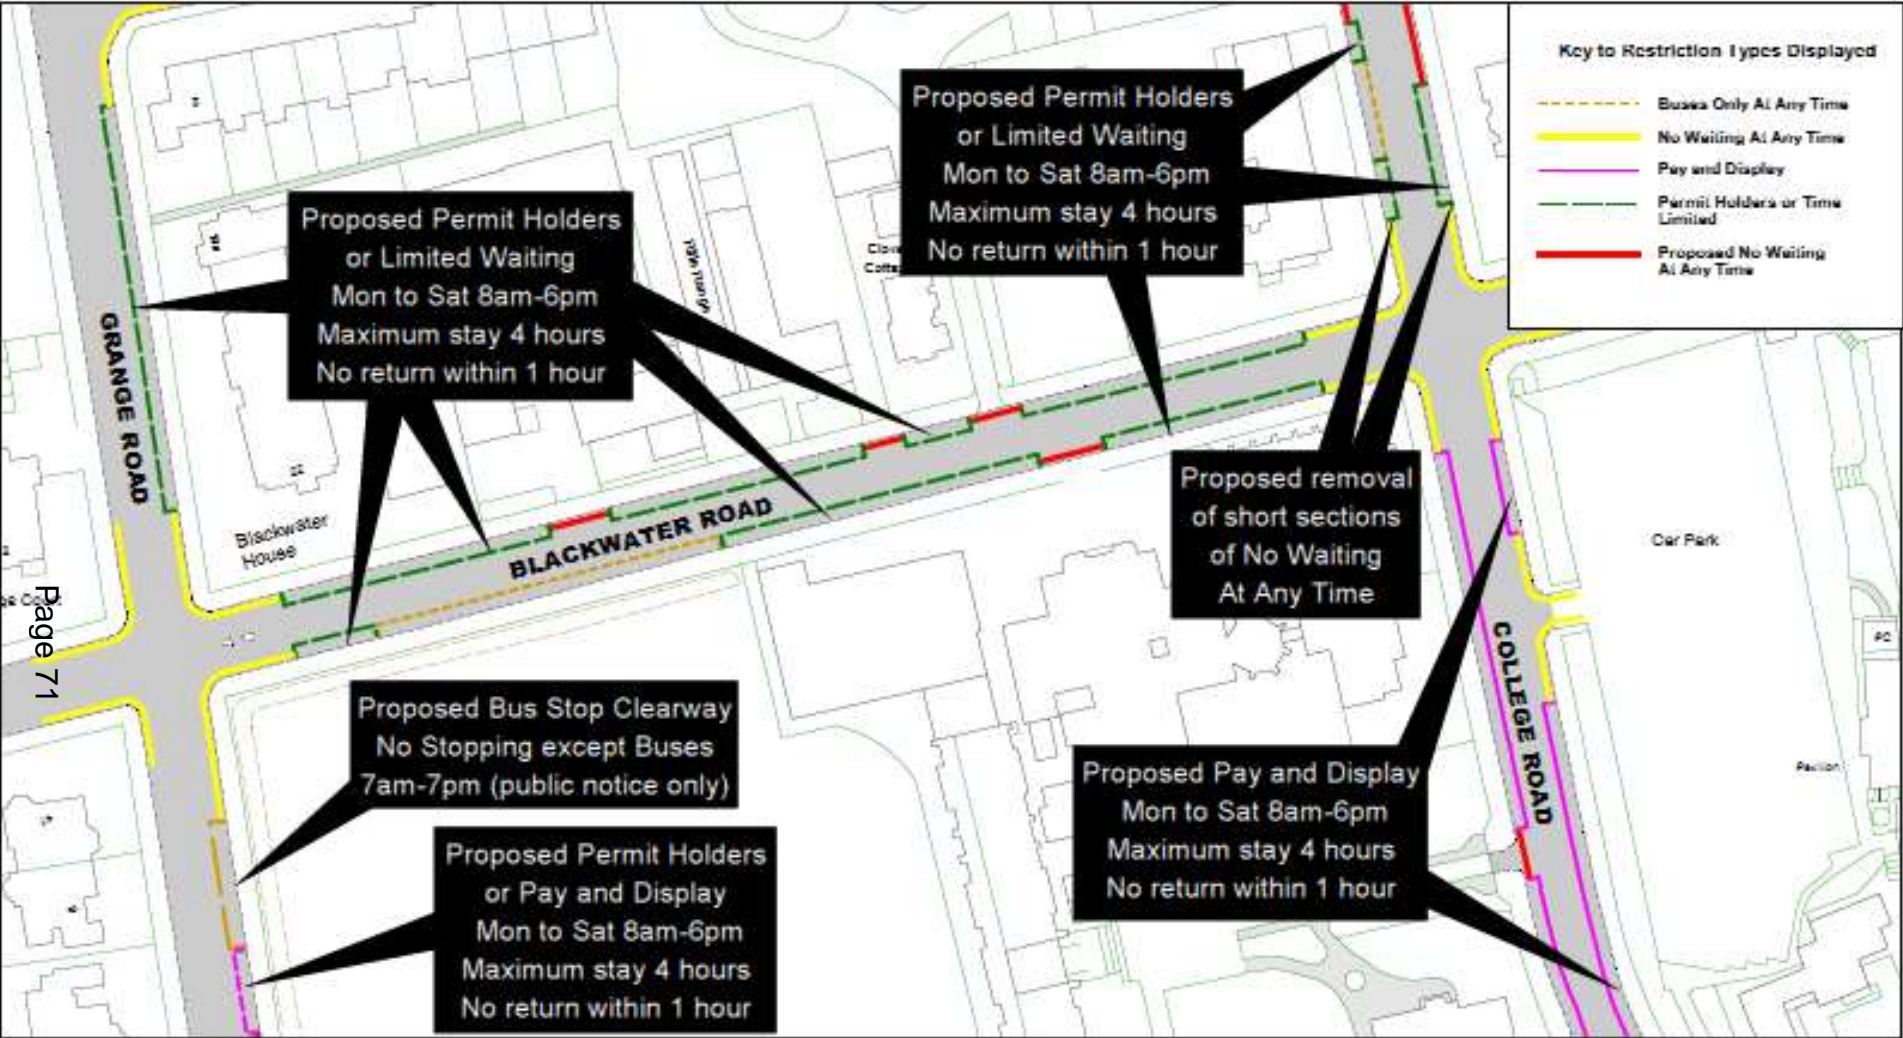 Key to Restriction Types Displayed
Buses Only At Any Time
No Waiting At Any Time
Pay and Display
Permit Holders or Time
Limited
Proposed No Waiting
At Any Time
Proposed Permit Holders
or Limited Waiting
Mon to Sat 8am-6pm
Maximum stay 4 hours
No return within 1 hour
Proposed Permit Holders
or Limited Waiting
Mon to Sat 8am-6pm
Maximum stay 4 hours
No return within 1 hour
GRANGE ROAD
Blackwater
House
BLACKWATER ROAD
Proposed removal
of short sections
of No Waiting
At Any Time
Car Park
COLLEGE ROAD
PC
Pavilion
Page 71
Proposed Bus Stop Clearway
No Stopping except Buses
7am-7pm (public notice only)
Proposed Pay and Display
Mon to Sat 8am-6pm
Maximum stay 4 hours
No return within 1 hour
Proposed Permit Holders
or Pay and Display
Mon to Sat 8am-6pm
Maximum stay 4 hours
No return within 1 hour